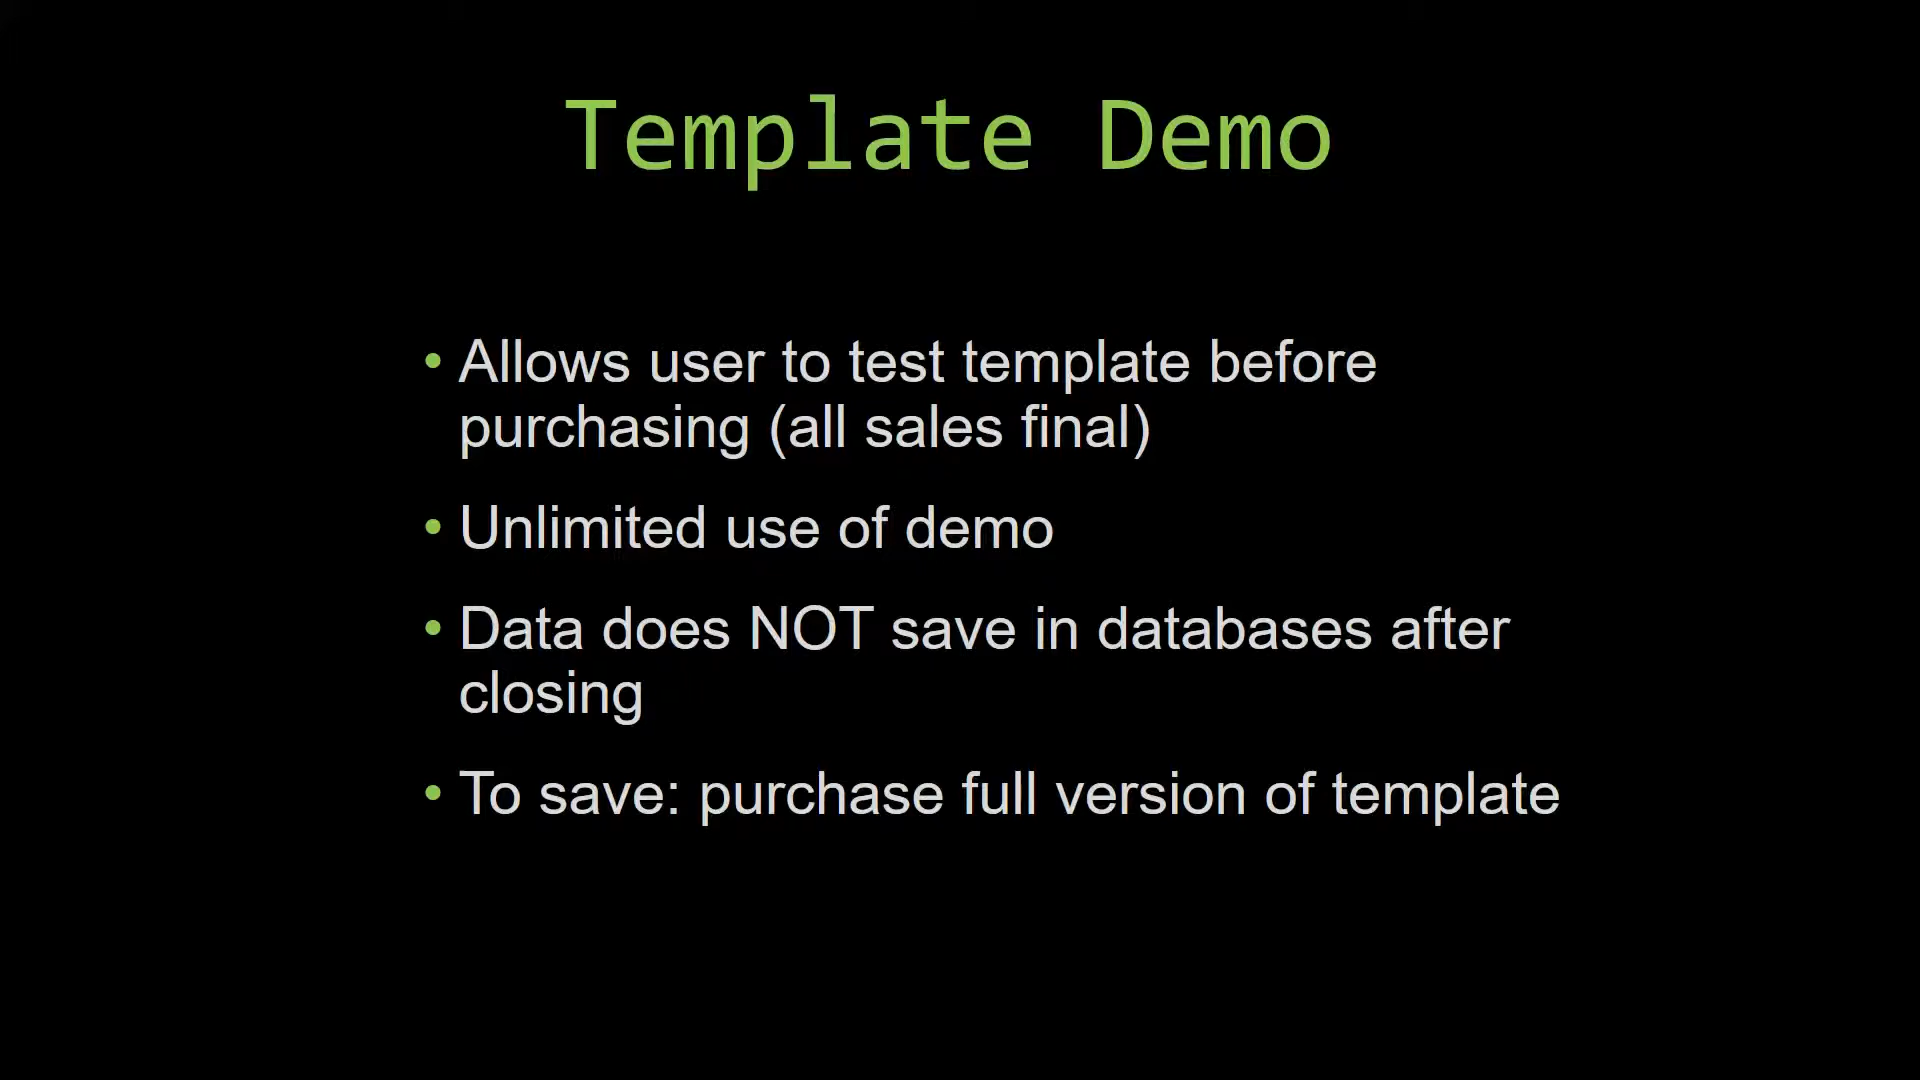 Template Demo
• Allows user to test template before
purchasing (all sales final)
• Unlimited use of demo
• Data does NOT save in databases after
closing
• To save: purchase full version of template